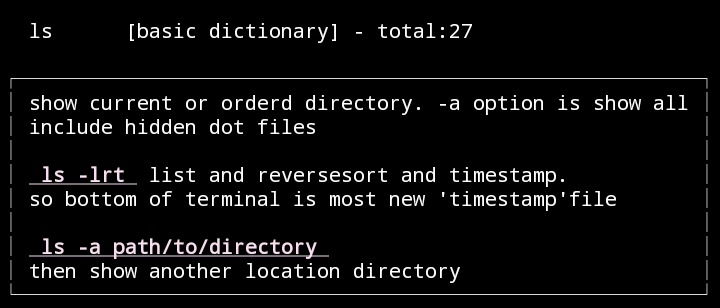 ls [basic dictionary] - total:27
show current or orderd directory. -a option is show all
include hidden dot files
ls -lrt list and reversesort and timestamp.
so bottom of terminal is most new 'timestamp'file
ls -a path/to/directory
then show another location directory